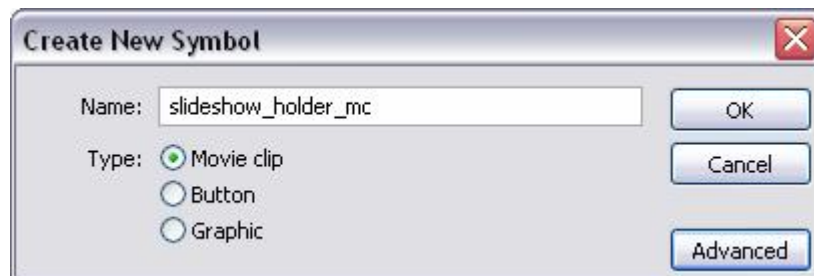 Create New Symbol
Name: slideshow_holder_mc OK
Type: Movie clip Cancel
Button
Graphic
Advanced